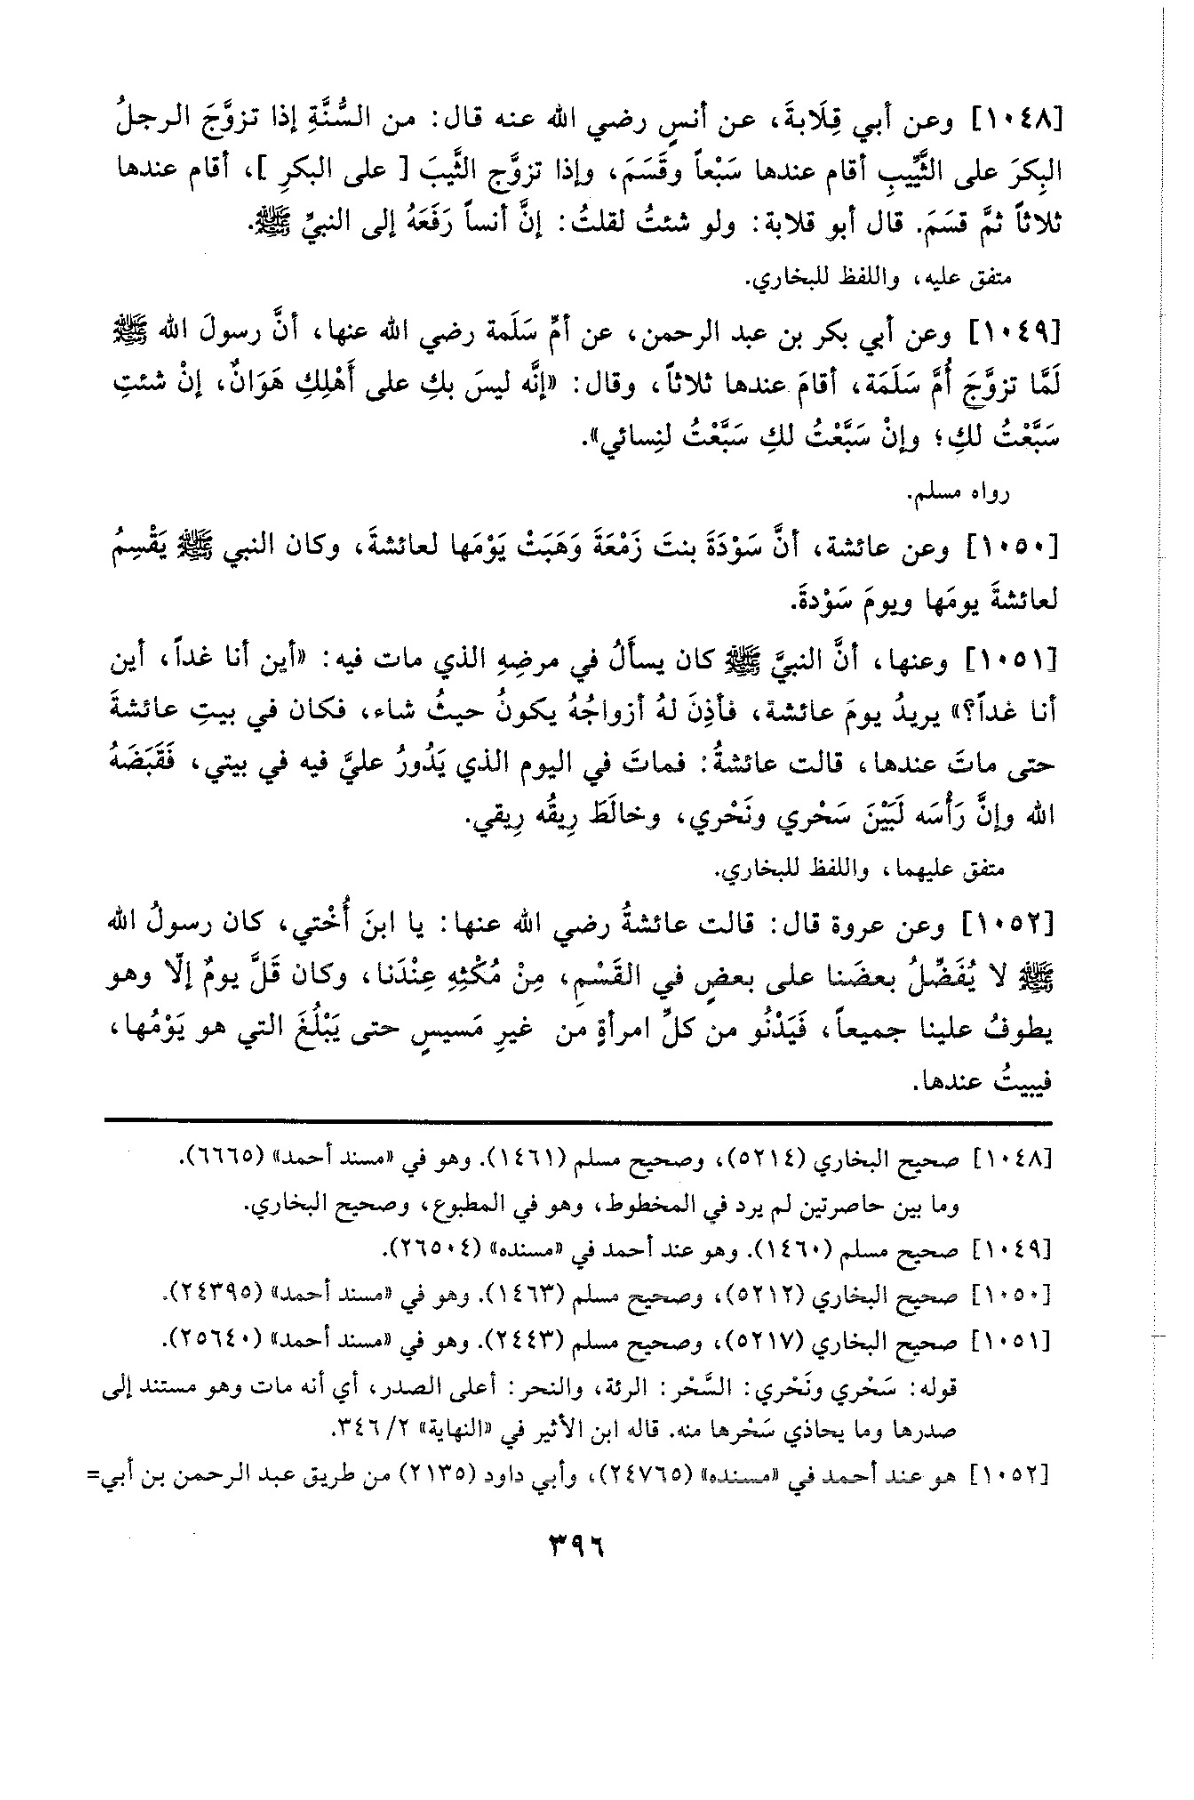 [١٠٤٨] وعن أبي قِلَابةَ، عن أنسٍ رضي الله عنه قال: من السُّنَّةِ إذا تزوَّجَ الرجلُ
البِكرَ على الثَّيِّبِ أقام عندها سَبْعاً وقَسَمَ، وإذا تزوَّج الثَّيبَ [ على البكرِ ]، أقام عندها
ثلاثاً ثمَّ قسَمَ. قال أبو قلابة: ولو شئتُ لقلتُ: إنَّ أنساً رَفَعَهُ إلى النبيِّ ﷺ.
متفق عليه، واللفظ للبخاري.
[١٠٤٩] وعن أبي بكر بن عبد الرحمن، عن أمِّ سَلَمة رضي الله عنها، أنَّ رسولَ الله ﷺ
لَمَّا تزوَّجَ أُمَّ سَلَمَة، أقامَ عندها ثلاثاً، وقال: «إنَّه ليسَ بكِ على أَهْلِكِ هَوَانٌ، إنْ شئتِ
سَبَّعْتُ لكِ؛ وإنْ سَبَّعْتُ لكِ سَبَّعْتُ لنِسائي».
رواه مسلم.
[١٠٥٠] وعن عائشة، أنَّ سَوْدَةَ بنتَ زَمْعَةَ وَهَبَتْ يَوْمَها لعائشةَ، وكان النبي ﷺ يَقْسِمُ
لعائشةَ يومَها ويومَ سَوْدةَ.
[١٠٥١] وعنها، أنَّ النبيَّ ﷺ كان يسأَلُ في مرضِهِ الذي مات فيه: «أين أنا غداً، أين
أنا غداً؟» يريدُ يومَ عائشة، فأذِنَ لهُ أزواجُهُ يكونُ حيثُ شاء، فكان في بيتِ عائشةَ
حتى ماتَ عندها، قالت عائشةُ: فماتَ في اليوم الذي يَدُورُ عليَّ فيه في بيتي، فَقَبَضَهُ
الله وإنَّ رَأْسَه لَبَيْنَ سَحْري ونَحْري، وخالَطَ رِيقُه رِيقي.
متفق عليهما، واللفظ للبخاري.
[١٠٥٢] وعن عروة قال: قالت عائشةُ رضي الله عنها: يا ابنَ أُخْتي، كان رسولُ الله
ﷺ لا يُفَضِّلُ بعضَنا على بعضٍ في القَسْمِ، مِنْ مُكْثِهِ عِنْدَنا، وكان قَلَّ يومٌ إلّا وهو
يطوفُ علينا جميعاً، فَيَدْنُو من كلِّ امرأةٍ من غيرِ مَسيسٍ حتى يَبْلُغَ التي هو يَوْمُها،
فيبيتُ عندها.
[١٠٤٨] صحيح البخاري (٥٢١٤)، وصحيح مسلم (١٤٦١). وهو في «مسند أحمد» (٦٦٦٥).
وما بين حاصرتين لم يرد في المخطوط، وهو في المطبوع، وصحيح البخاري.
[١٠٤٩] صحيح مسلم (١٤٦٠). وهو عند أحمد في «مسنده» (٢٦٥٠٤).
[١٠٥٠] صحيح البخاري (٥٢١٢)، وصحيح مسلم (١٤٦٣). وهو في «مسند أحمد» (٢٤٣٩٥).
[١٠٥١] صحيح البخاري (٥٢١٧)، وصحيح مسلم (٢٤٤٣). وهو في «مسند أحمد» (٢٥٦٤٠).
قوله: سَحْري ونَحْري: السَّحْر: الرئة، والنحر: أعلى الصدر، أي أنه مات وهو مستند إلى
صدرها وما يحاذي سَحْرها منه. قاله ابن الأثير في «النهاية» ٣٤٦/٢.
[١٠٥٢] هو عند أحمد في «مسنده» (٢٤٧٦٥)، وأبي داود (٢١٣٥) من طريق عبد الرحمن بن أبي=
٣٩٦